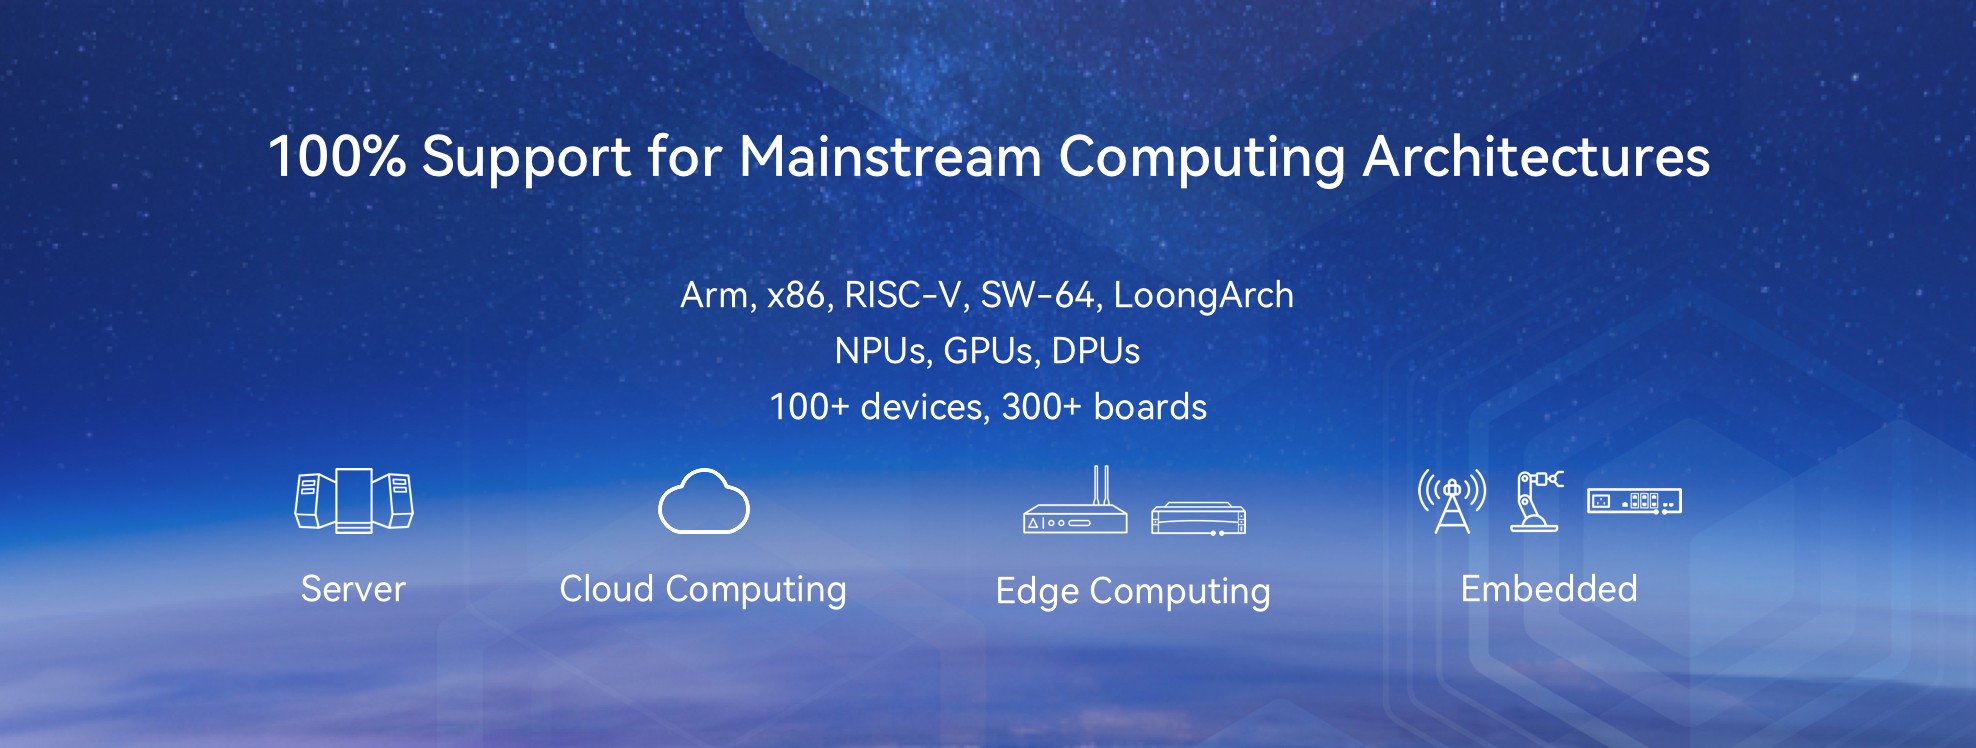 100% Support for Mainstream Computing Architectures
Arm, x86, RISC-V, SW-64, LoongArch
NPUs, GPUs, DPUs
100+ devices, 300+ boards
Server
Cloud Computing
Edge Computing
Embedded